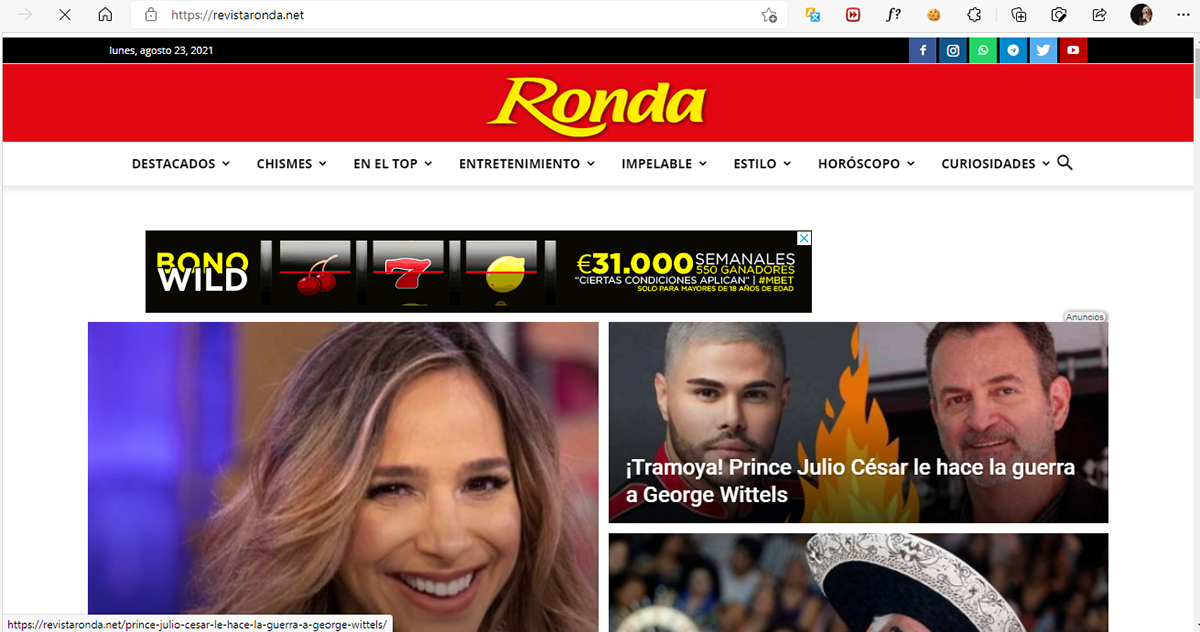 https://revistaronda.net
f?
lunes, agosto 23, 2021
Ronda
DESTACADOS
CHISMES
EN EL TOP
ENTRETENIMIENTO
IMPELABLE
ESTILO
HORÓSCOPO
CURIOSIDADES
BONO
WILD
7
€31.000 SEMANALES
550 GANADORES
"CIERTAS CONDICIONES APLICAN" | #MBET
SOLO PARA MAYORES DE 18 AÑOS DE EDAD
Anuncios
¡Tramoya! Prince Julio César le hace la guerra
a George Wittels
https://revistaronda.net/prince-julio-cesar-le-hace-la-guerra-a-george-wittels/